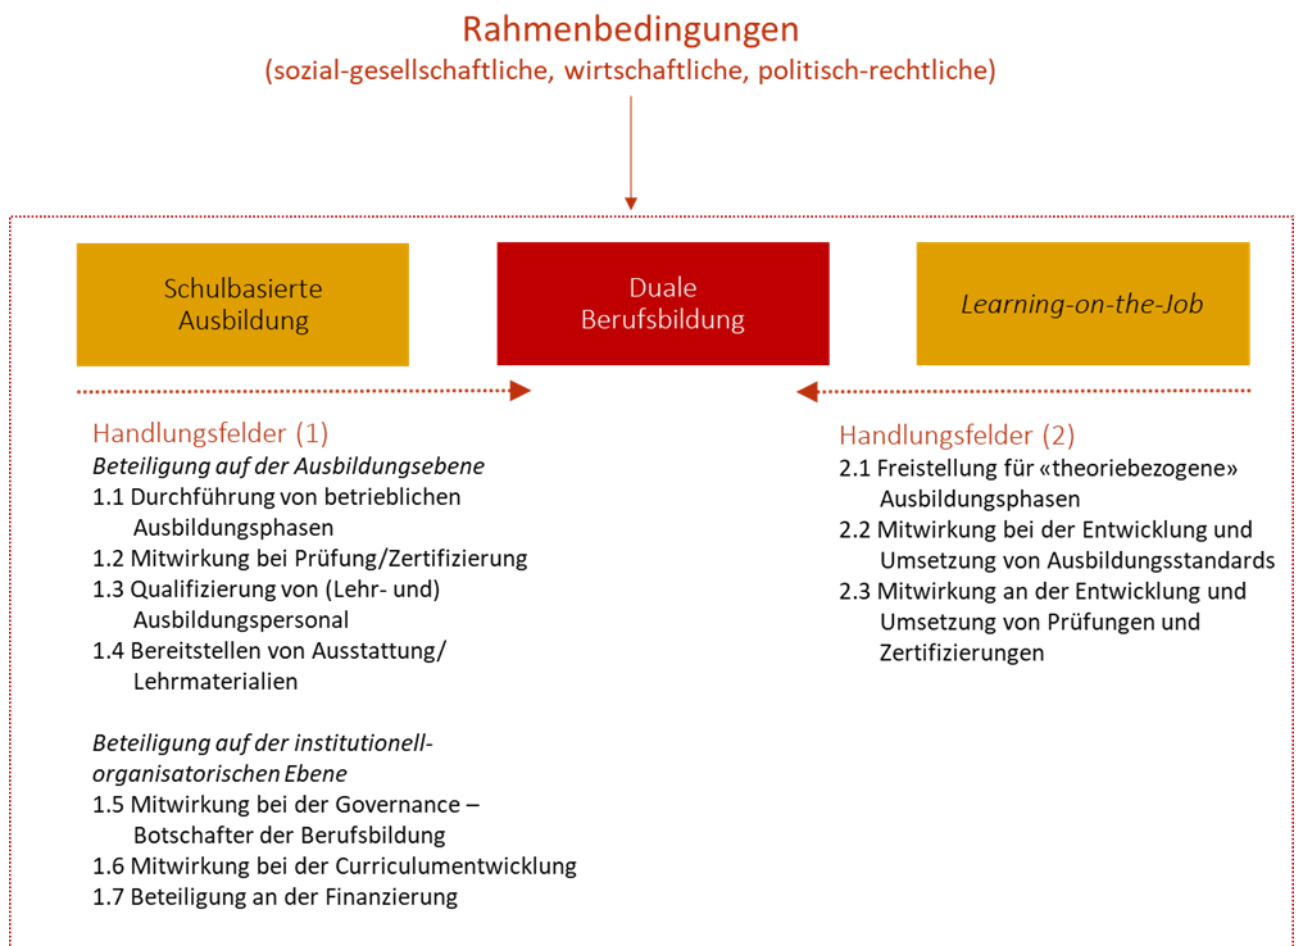 Rahmenbedingungen
(sozial-gesellschaftliche, wirtschaftliche, politisch-rechtliche)
Schulbasierte
Ausbildung
Duale
Berufsbildung
Learning-on-the-Job
Handlungsfelder (1)
Beteiligung auf der Ausbildungsebene
1.1 Durchführung von betrieblichen
Ausbildungsphasen
1.2 Mitwirkung bei Prüfung/Zertifizierung
1.3 Qualifizierung von (Lehr- und)
Ausbildungspersonal
1.4 Bereitstellen von Ausstattung/
Lehrmaterialien
Beteiligung auf der institutionell-
organisatorischen Ebene
1.5 Mitwirkung bei der Governance –
Botschafter der Berufsbildung
1.6 Mitwirkung bei der Curriculumentwicklung
1.7 Beteiligung an der Finanzierung
Handlungsfelder (2)
2.1 Freistellung für «theoriebezogene»
Ausbildungsphasen
2.2 Mitwirkung bei der Entwicklung und
Umsetzung von Ausbildungsstandards
2.3 Mitwirkung an der Entwicklung und
Umsetzung von Prüfungen und
Zertifizierungen